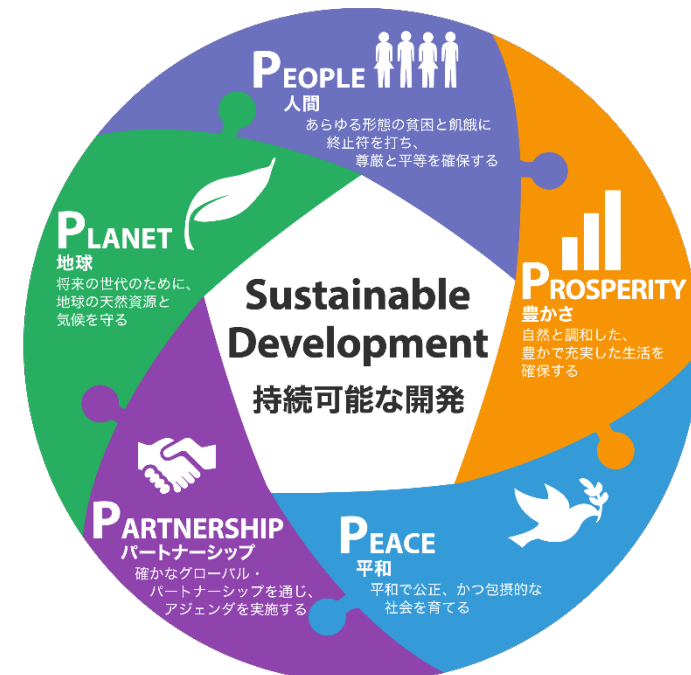 PEOPLE
人間
あらゆる形態の貧困と飢餓に
終止符を打ち、
尊厳と平等を確保する
PLANET
地球
将来の世代のために、
地球の天然資源と
気候を守る
PROSPERITY
豊かさ
自然と調和した、
豊かで充実した生活を
確保する
Sustainable
Development
持続可能な開発
PARTNERSHIP
パートナーシップ
確かなグローバル・
パートナーシップを通じ、
アジェンダを実施する
PEACE
平和
平和で公正、かつ包摂的な
社会を育てる